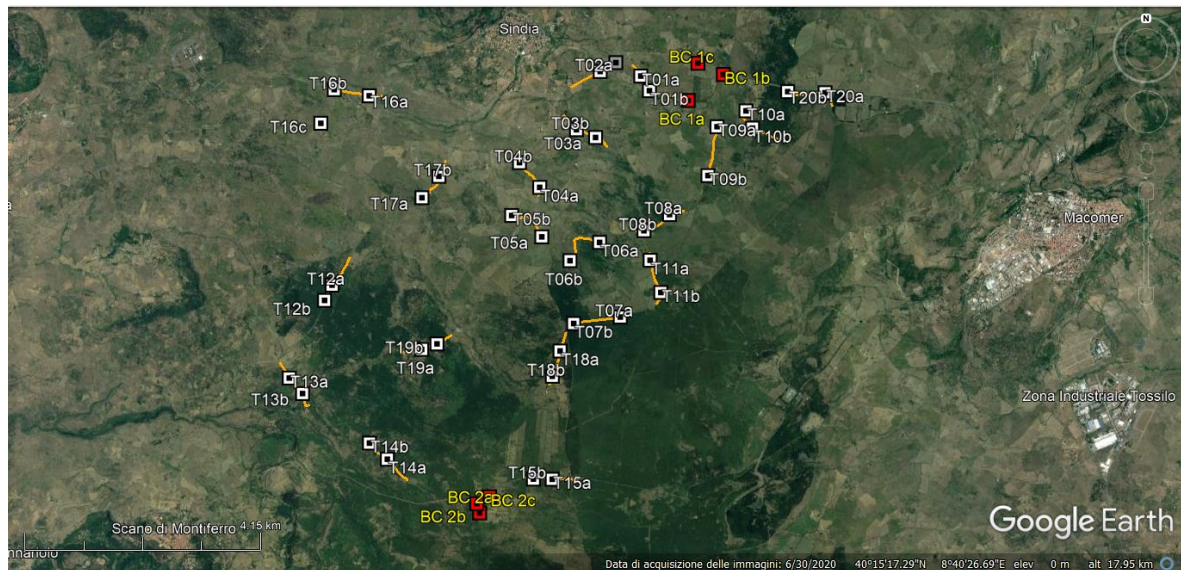 N
Sindia
T02a
BC 1c
T01a
BC 1b
T16b
T16a
T01b
T20b
T20a
BC 1a
T10a
T16c
T03b
T09a
T10b
T03a
T04b
T17b
T09b
T04a
T17a
T05b
T08a
Macomer
T08b
T05a
T06a
T06b
T11a
T12a
T11b
T12b
T07a
T07b
T19b
T18a
T19a
T18b
T13a
T13b
Zona Industriale Tossilo
T14b
T14a
T15b
T15a
BC 2a
BC 2c
BC 2b
Scano di Montiferro
4.15 km
Google Earth
Data di acquisizione delle immagini: 6/30/2020 40°15'17.29"N 8°40'26.69"E elev 0 m alt 17.95 km